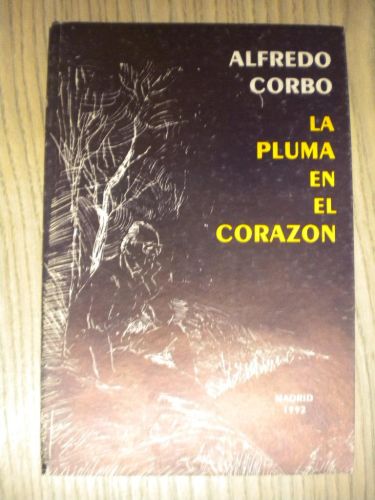 ALFREDO
CORBO
LA
PLUMA
EN
EL
CORAZON
MADRID
1992